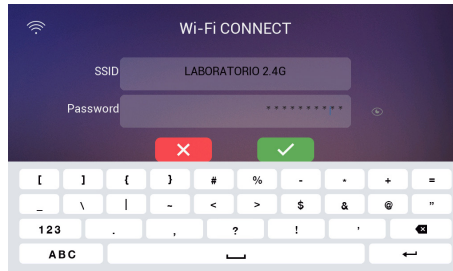 Wi-Fi CONNECT
SSID LABORATORIO 2.4G
Password **********
[ ] { } # % - * + =
_ \ | ~ < > $ & @ "
123 . , ? ! '
ABC